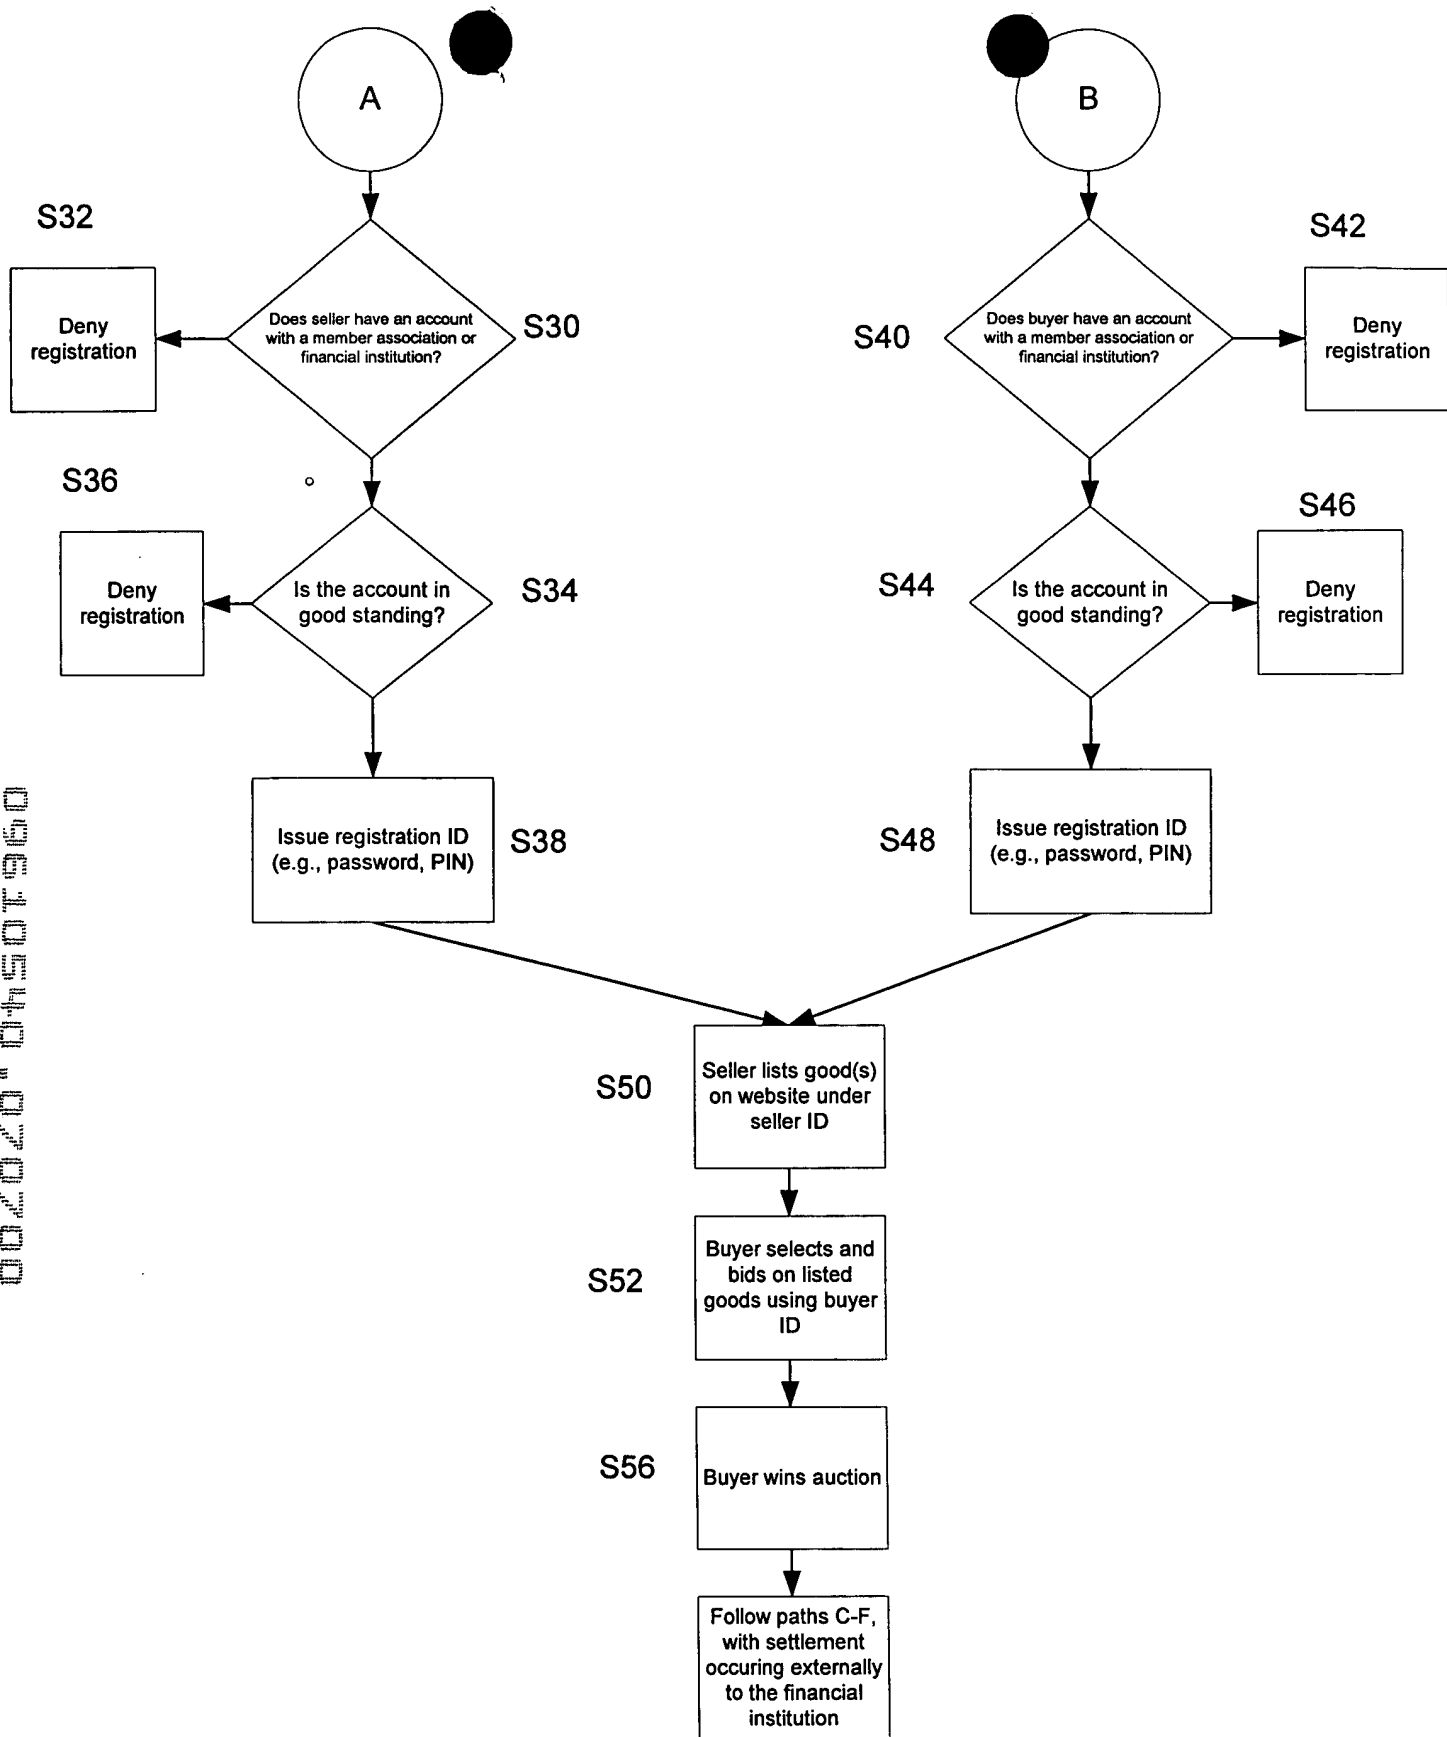 A
B
S32
S42
Deny
registration
Does seller have an account
with a member association or
financial institution?
S30
S40
Does buyer have an account
with a member association or
financial institution?
Deny
registration
S36
S46
Deny
registration
Is the account in
good standing?
S34
S44
Is the account in
good standing?
Deny
registration
Issue registration ID
(e.g., password, PIN)
S38
S48
Issue registration ID
(e.g., password, PIN)
S50
Seller lists good(s)
on website under
seller ID
S52
Buyer selects and
bids on listed
goods using buyer
ID
S56
Buyer wins auction
Follow paths C-F,
with settlement
occuring externally
to the financial
institution